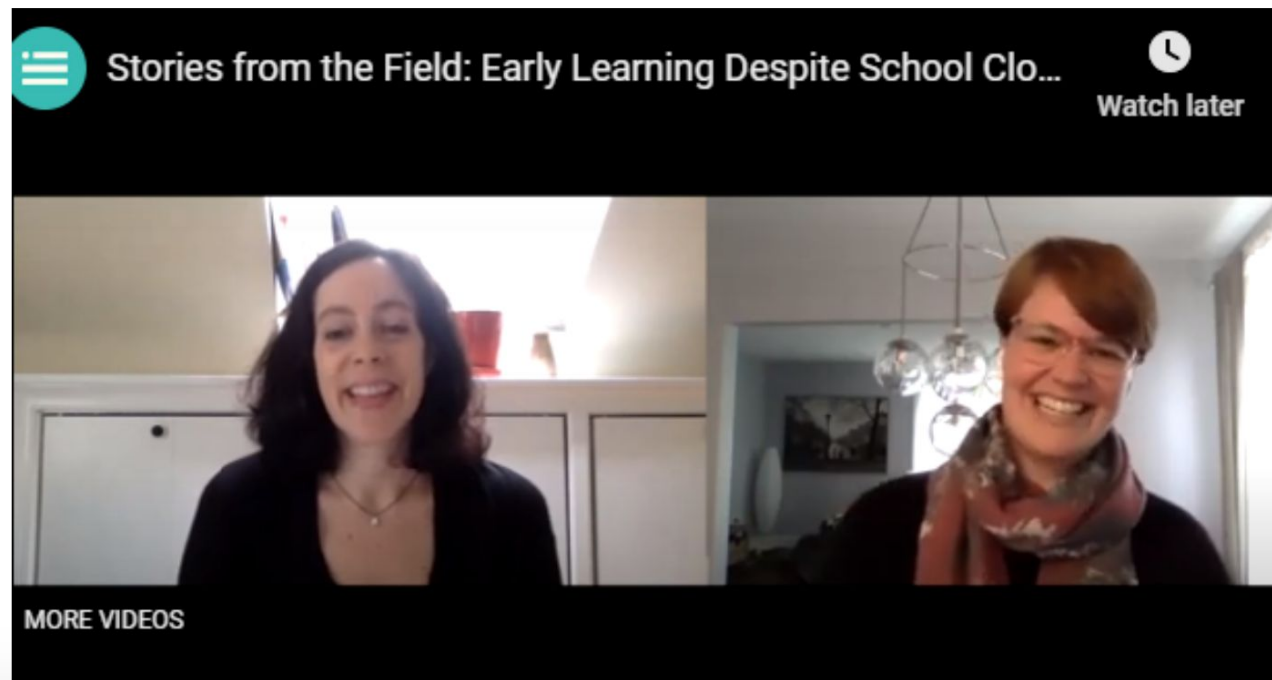 Stories from the Field: Early Learning Despite School Clo...
Watch later
MORE VIDEOS